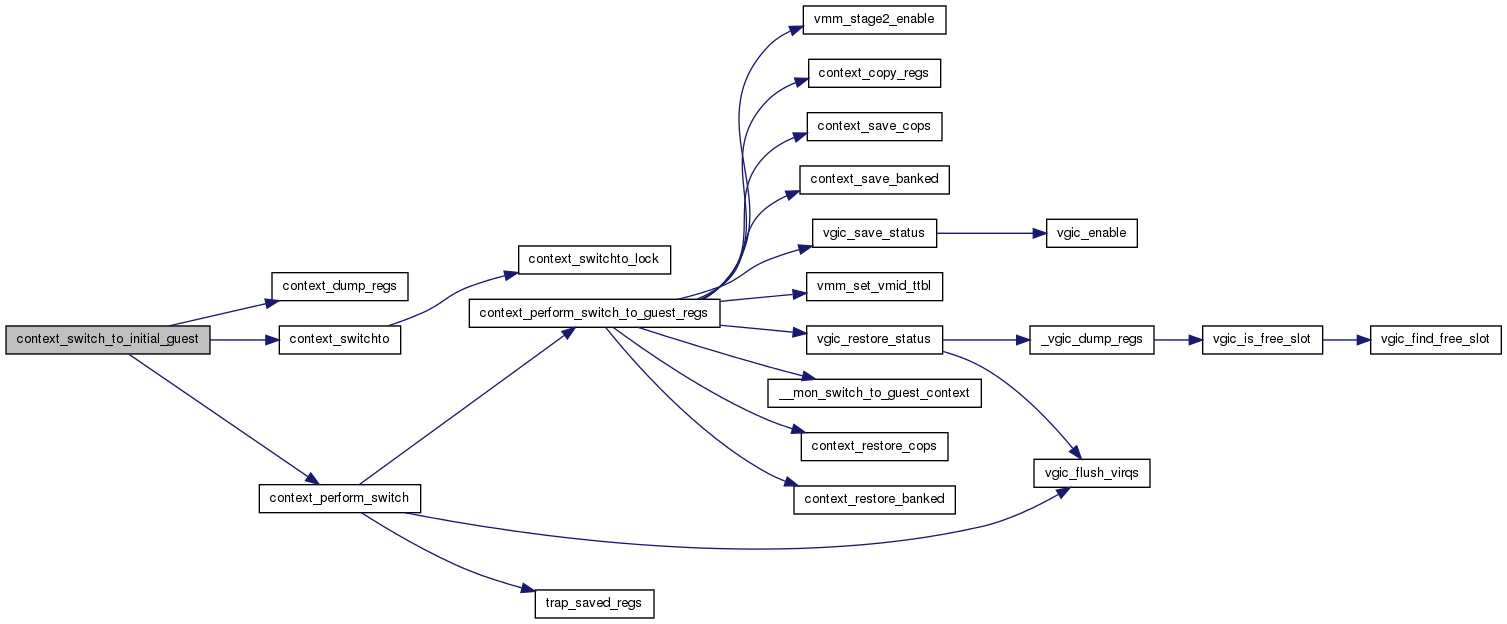 vmm_stage2_enable
context_copy_regs
context_save_cops
context_save_banked
vgic_save_status
vgic_enable
context_switchto_lock
context_dump_regs
vmm_set_vmid_ttbl
context_perform_switch_to_guest_regs
context_switch_to_initial_guest
context_switchto
vgic_restore_status
_vgic_dump_regs
vgic_is_free_slot
vgic_find_free_slot
__mon_switch_to_guest_context
context_restore_cops
vgic_flush_virqs
context_perform_switch
context_restore_banked
trap_saved_regs